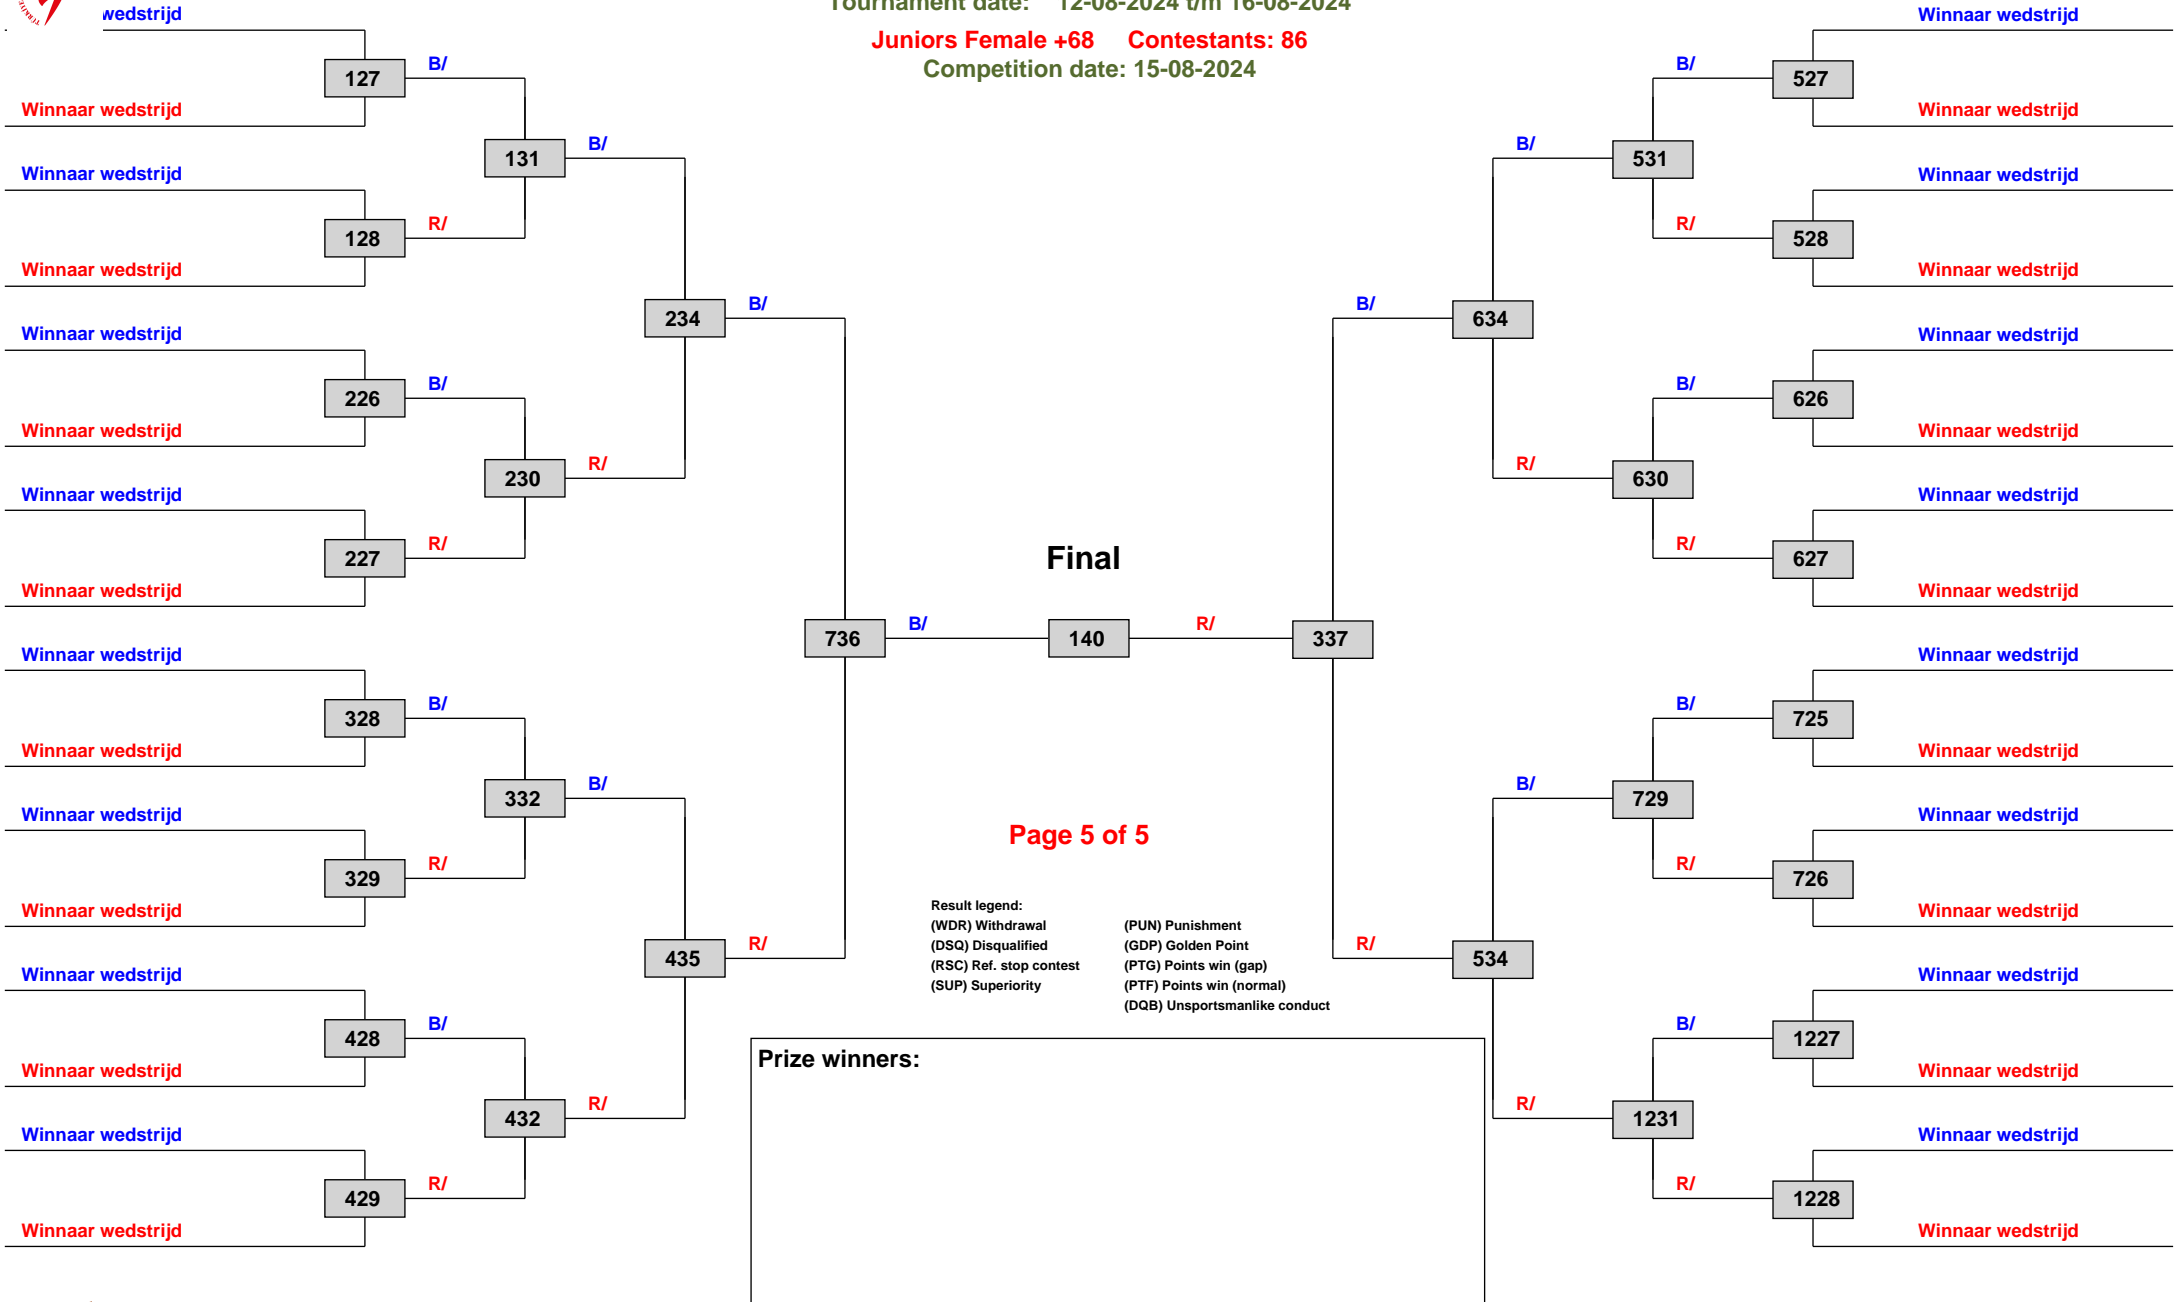 Tournament date: 12-08-2024 t/m 16-08-2024
Juniors Female +68 Contestants: 86
Competition date: 15-08-2024
wedstrijd
127
B/
Winnaar wedstrijd
131
B/
Winnaar wedstrijd
128
R/
Winnaar wedstrijd
234
B/
Winnaar wedstrijd
226
B/
Winnaar wedstrijd
230
R/
Winnaar wedstrijd
227
R/
Winnaar wedstrijd
736
B/
Winnaar wedstrijd
328
B/
Winnaar wedstrijd
332
B/
Winnaar wedstrijd
329
R/
Winnaar wedstrijd
435
R/
Winnaar wedstrijd
428
B/
Winnaar wedstrijd
432
R/
Winnaar wedstrijd
429
R/
Winnaar wedstrijd
Final
140
R/
337
Page 5 of 5
Result legend:
(WDR) Withdrawal (PUN) Punishment
(DSQ) Disqualified (GDP) Golden Point
(RSC) Ref. stop contest (PTG) Points win (gap)
(SUP) Superiority (PTF) Points win (normal)
(DQB) Unsportsmanlike conduct
Prize winners:
Winnaar wedstrijd
B/
527
Winnaar wedstrijd
B/
531
Winnaar wedstrijd
R/
528
Winnaar wedstrijd
B/
634
Winnaar wedstrijd
B/
626
Winnaar wedstrijd
R/
630
Winnaar wedstrijd
R/
627
Winnaar wedstrijd
Winnaar wedstrijd
B/
725
Winnaar wedstrijd
B/
729
Winnaar wedstrijd
R/
726
Winnaar wedstrijd
R/
534
Winnaar wedstrijd
B/
1227
Winnaar wedstrijd
R/
1231
Winnaar wedstrijd
R/
1228
Winnaar wedstrijd